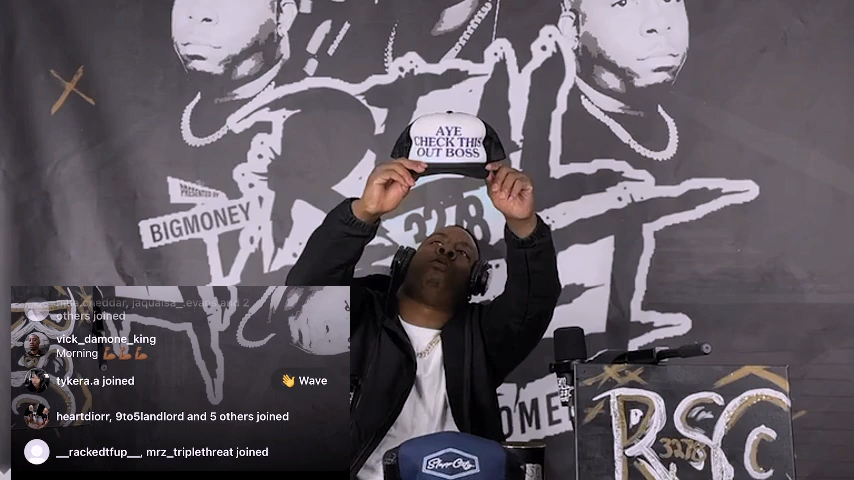 AYE
CHECK THIS
OUT BOSS
PRESENTED BY
BIGMONEY
3278
others joined
vick_damone_king
Morning 💪🏾💪🏾💪🏾
tykera.a joined
👋 Wave
heartdiorr, 9to5landlord and 5 others joined
__rackedtfup__, mrz_triplethreat joined
OME
RSC
3278